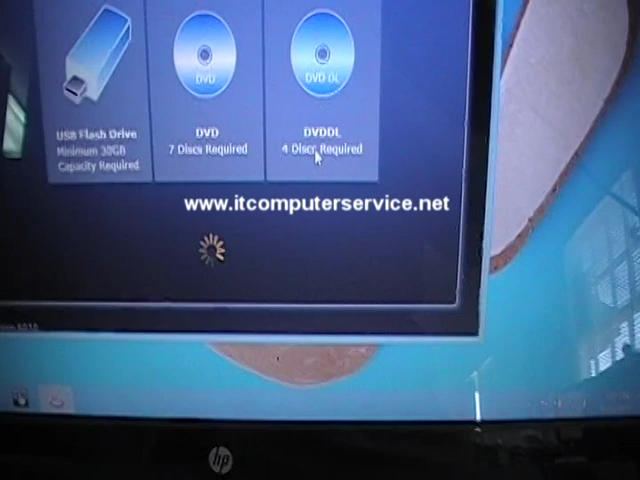 DVD
DVD DL
USB Flash Drive
Minimum 30GB
Capacity Required
DVD
7 Discs Required
DVDDL
4 Discs Required
www.itcomputerservice.net
hp